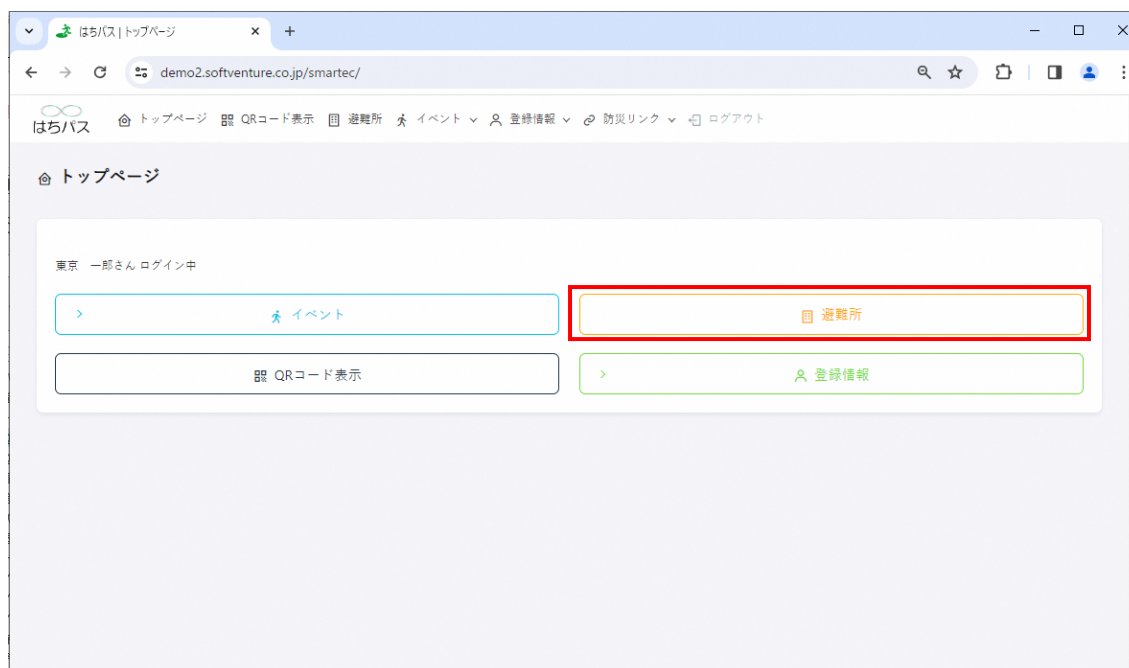 はちパス | トップページ
demo2.softventure.co.jp/smartec/
はちパス トップページ QRコード表示 避難所 イベント 登録情報 防災リンク ログアウト
トップページ
東京 一郎さん ログイン中
イベント 避難所
QRコード表示 登録情報